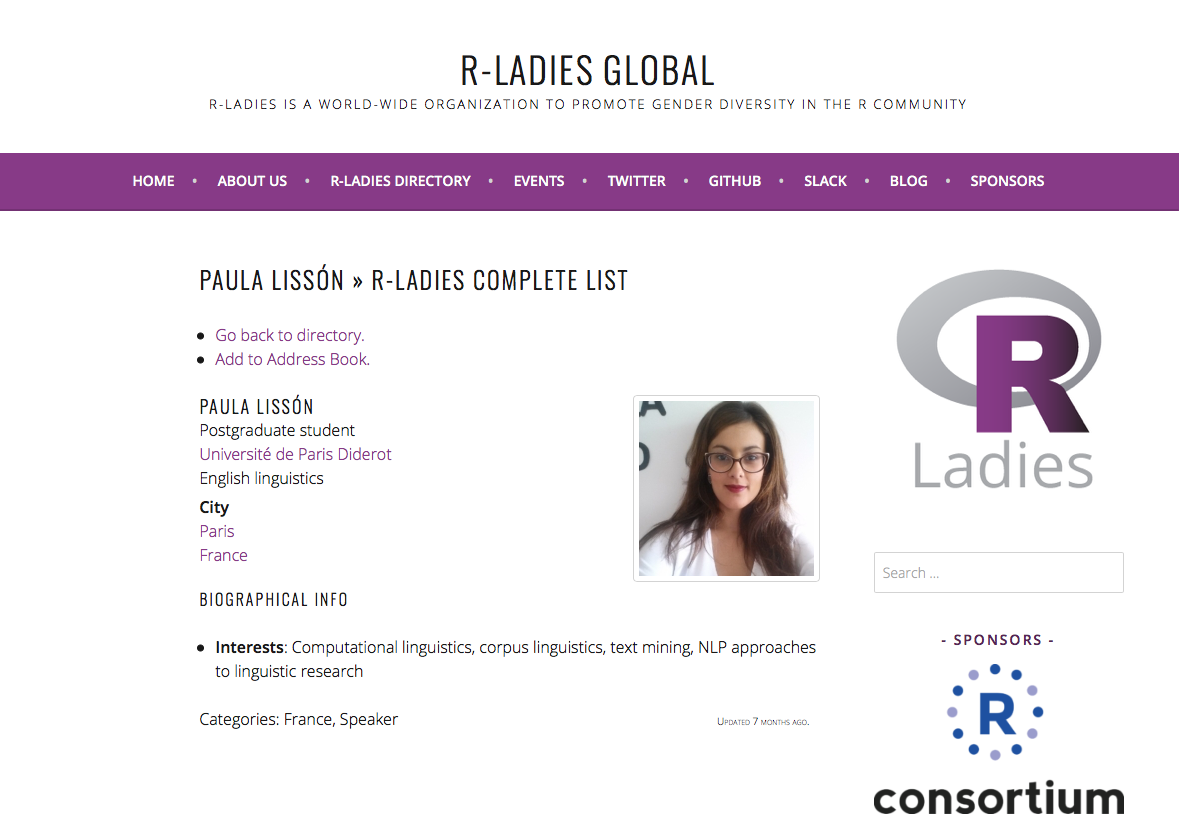 R-LADIES GLOBAL
R-LADIES IS A WORLD-WIDE ORGANIZATION TO PROMOTE GENDER DIVERSITY IN THE R COMMUNITY
HOME • ABOUT US • R-LADIES DIRECTORY • EVENTS • TWITTER • GITHUB • SLACK • BLOG • SPONSORS
PAULA LISSÓN » R-LADIES COMPLETE LIST
• Go back to directory.
• Add to Address Book.
PAULA LISSÓN
Postgraduate student
Université de Paris Diderot
English linguistics
City
Paris
France
BIOGRAPHICAL INFO
• Interests: Computational linguistics, corpus linguistics, text mining, NLP approaches
to linguistic research
Categories: France, Speaker
Updated 7 months ago.
R
Ladies
Search ...
- SPONSORS -
R
consortium